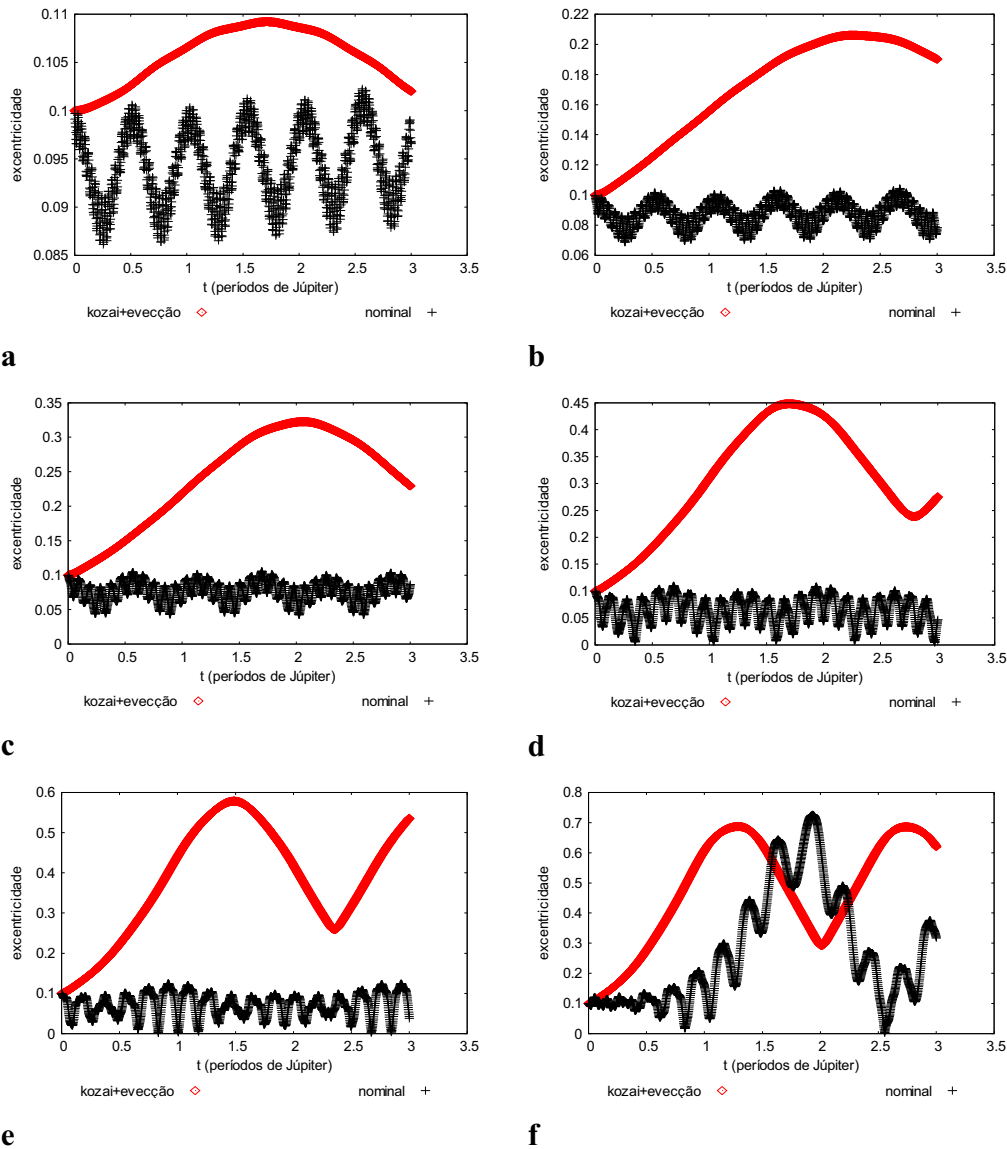 0.11
0.105
0.1
0.095
0.09
0.085
excentricidade
0 0.5 1 1.5 2 2.5 3 3.5
t (períodos de Júpiter)
kozai+evecção nominal
a
0.22
0.2
0.18
0.16
0.14
0.12
0.1
0.08
0.06
excentricidade
0 0.5 1 1.5 2 2.5 3 3.5
t (períodos de Júpiter)
kozai+evecção nominal
b
0.35
0.3
0.25
0.2
0.15
0.1
0.05
0
excentricidade
0 0.5 1 1.5 2 2.5 3 3.5
t (períodos de Júpiter)
kozai+evecção nominal
c
0.45
0.4
0.35
0.3
0.25
0.2
0.15
0.1
0.05
0
excentricidade
0 0.5 1 1.5 2 2.5 3 3.5
t (períodos de Júpiter)
kozai+evecção nominal
d
0.6
0.5
0.4
0.3
0.2
0.1
0
excentricidade
0 0.5 1 1.5 2 2.5 3 3.5
t (períodos de Júpiter)
kozai+evecção nominal
e
0.8
0.7
0.6
0.5
0.4
0.3
0.2
0.1
0
excentricidade
0 0.5 1 1.5 2 2.5 3 3.5
t (períodos de Júpiter)
kozai+evecção nominal
f